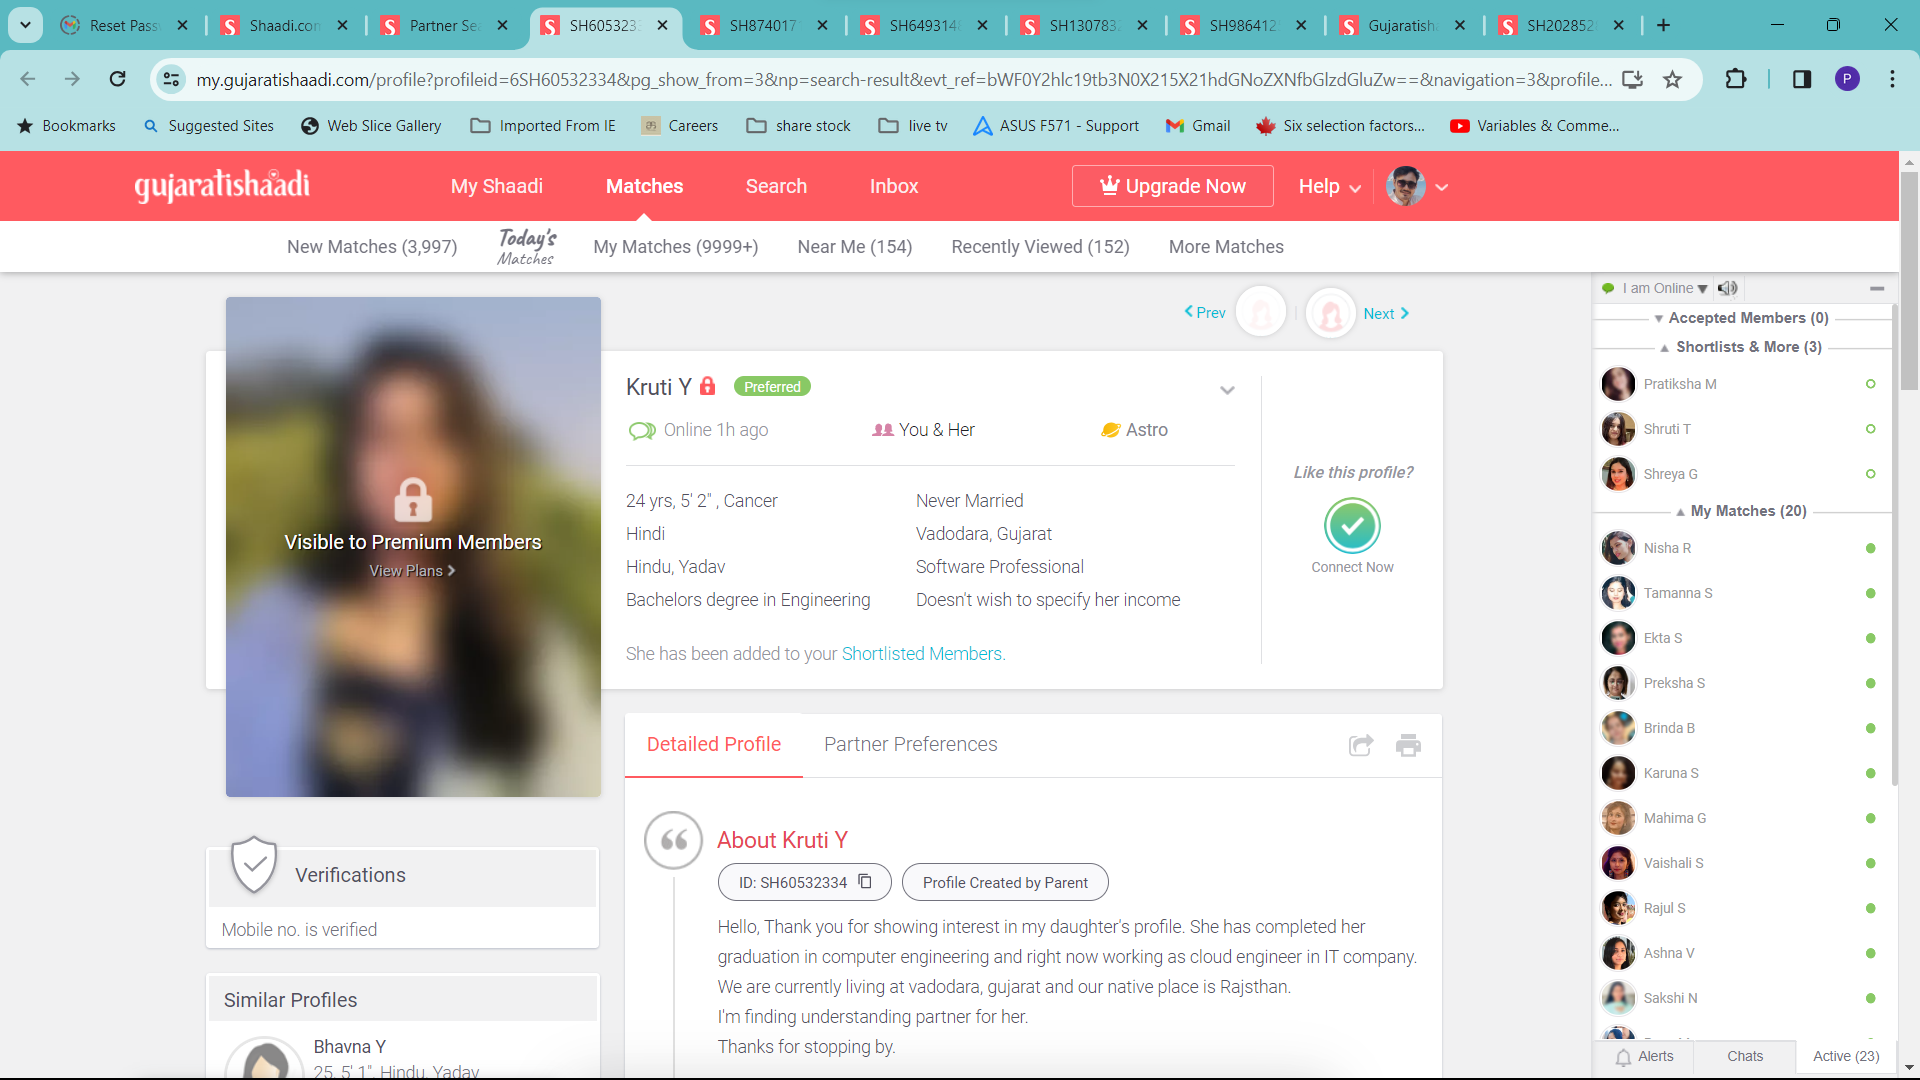 Reset Pass
Shaadi.con
Partner Se
SH6053233
SH874017
SH649314
SH130783
SH986412
Gujaratish
SH202852
my.gujaratishaadi.com/profile?profileid=6SH60532334&pg_show_from=3&np=search-result&evt_ref=bWF0Y2hlc19tb3N0X215X21hdGNoZXNfbGlzdGluZw==&navigation=3&profile...
P
Bookmarks
Suggested Sites
Web Slice Gallery
Imported From IE
Careers
share stock
live tv
ASUS F571 - Support
Gmail
Six selection factors...
Variables & Comme...
gujaratishaadi
My Shaadi
Matches
Search
Inbox
Upgrade Now
Help
New Matches (3,997)
Today's
Matches
My Matches (9999+)
Near Me (154)
Recently Viewed (152)
More Matches
Prev
Next
Visible to Premium Members
View Plans
Kruti Y
Preferred
Online 1h ago
You & Her
Astro
24 yrs, 5' 2" , Cancer
Never Married
Hindi
Vadodara, Gujarat
Hindu, Yadav
Software Professional
Bachelors degree in Engineering
Doesn't wish to specify her income
She has been added to your Shortlisted Members.
Like this profile?
Connect Now
Detailed Profile
Partner Preferences
About Kruti Y
ID: SH60532334
Profile Created by Parent
Hello, Thank you for showing interest in my daughter's profile. She has completed her
graduation in computer engineering and right now working as cloud engineer in IT company.
We are currently living at vadodara, gujarat and our native place is Rajsthan.
I'm finding understanding partner for her.
Thanks for stopping by.
Verifications
Mobile no. is verified
Similar Profiles
Bhavna Y
25, 5' 1", Hindu, Yadav
I am Online
Accepted Members (0)
Shortlists & More (3)
Pratiksha M
Shruti T
Shreya G
My Matches (20)
Nisha R
Tamanna S
Ekta S
Preksha S
Brinda B
Karuna S
Mahima G
Vaishali S
Rajul S
Ashna V
Sakshi N
Alerts
Chats
Active (23)